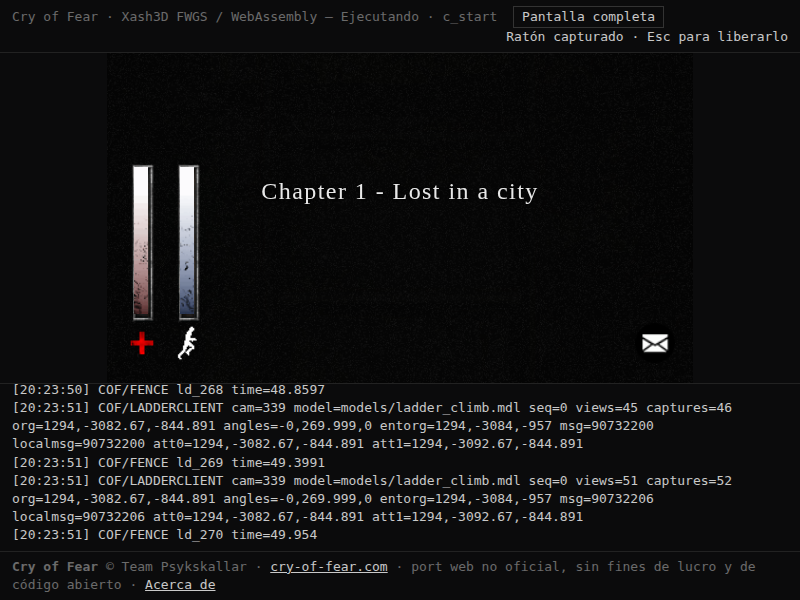 Cry of Fear · Xash3D FWGS / WebAssembly — Ejecutando · c_start Pantalla completa
Ratón capturado · Esc para liberarlo
Chapter 1 - Lost in a city
[20:23:50] COF/FENCE ld_268 time=48.8597
[20:23:51] COF/LADDERCLIENT cam=339 model=models/ladder_climb.mdl seq=0 views=45 captures=46
org=1294,-3082.67,-844.891 angles=-0,269.999,0 entorg=1294,-3084,-957 msg=90732200
localmsg=90732200 att0=1294,-3082.67,-844.891 att1=1294,-3092.67,-844.891
[20:23:51] COF/FENCE ld_269 time=49.3991
[20:23:51] COF/LADDERCLIENT cam=339 model=models/ladder_climb.mdl seq=0 views=51 captures=52
org=1294,-3082.67,-844.891 angles=-0,269.999,0 entorg=1294,-3084,-957 msg=90732206
localmsg=90732206 att0=1294,-3082.67,-844.891 att1=1294,-3092.67,-844.891
[20:23:51] COF/FENCE ld_270 time=49.954
Cry of Fear © Team Psykskallar · cry-of-fear.com · port web no oficial, sin fines de lucro y de
código abierto · Acerca de